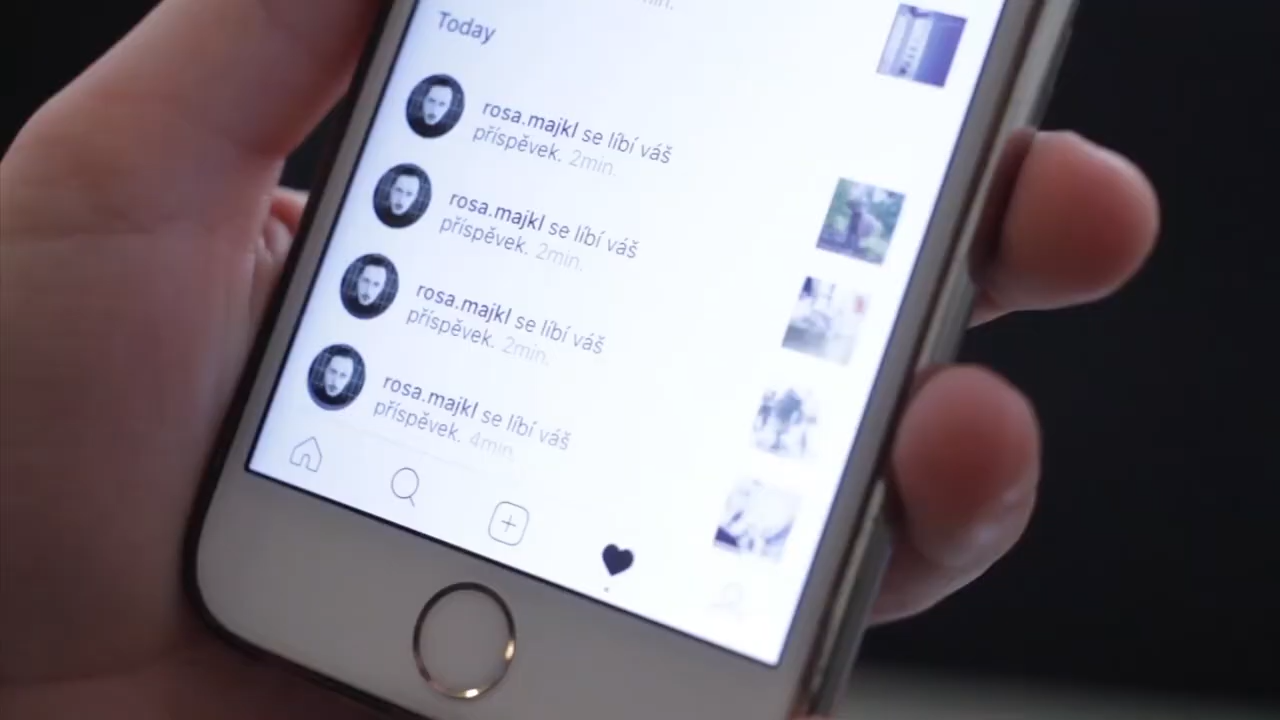 Today
rosa.majkl se líbí váš
příspěvek. 2min.
rosa.majkl se líbí váš
příspěvek. 2min.
rosa.majkl se líbí váš
příspěvek. 2min.
rosa.majkl se líbí váš
příspěvek. 4min.